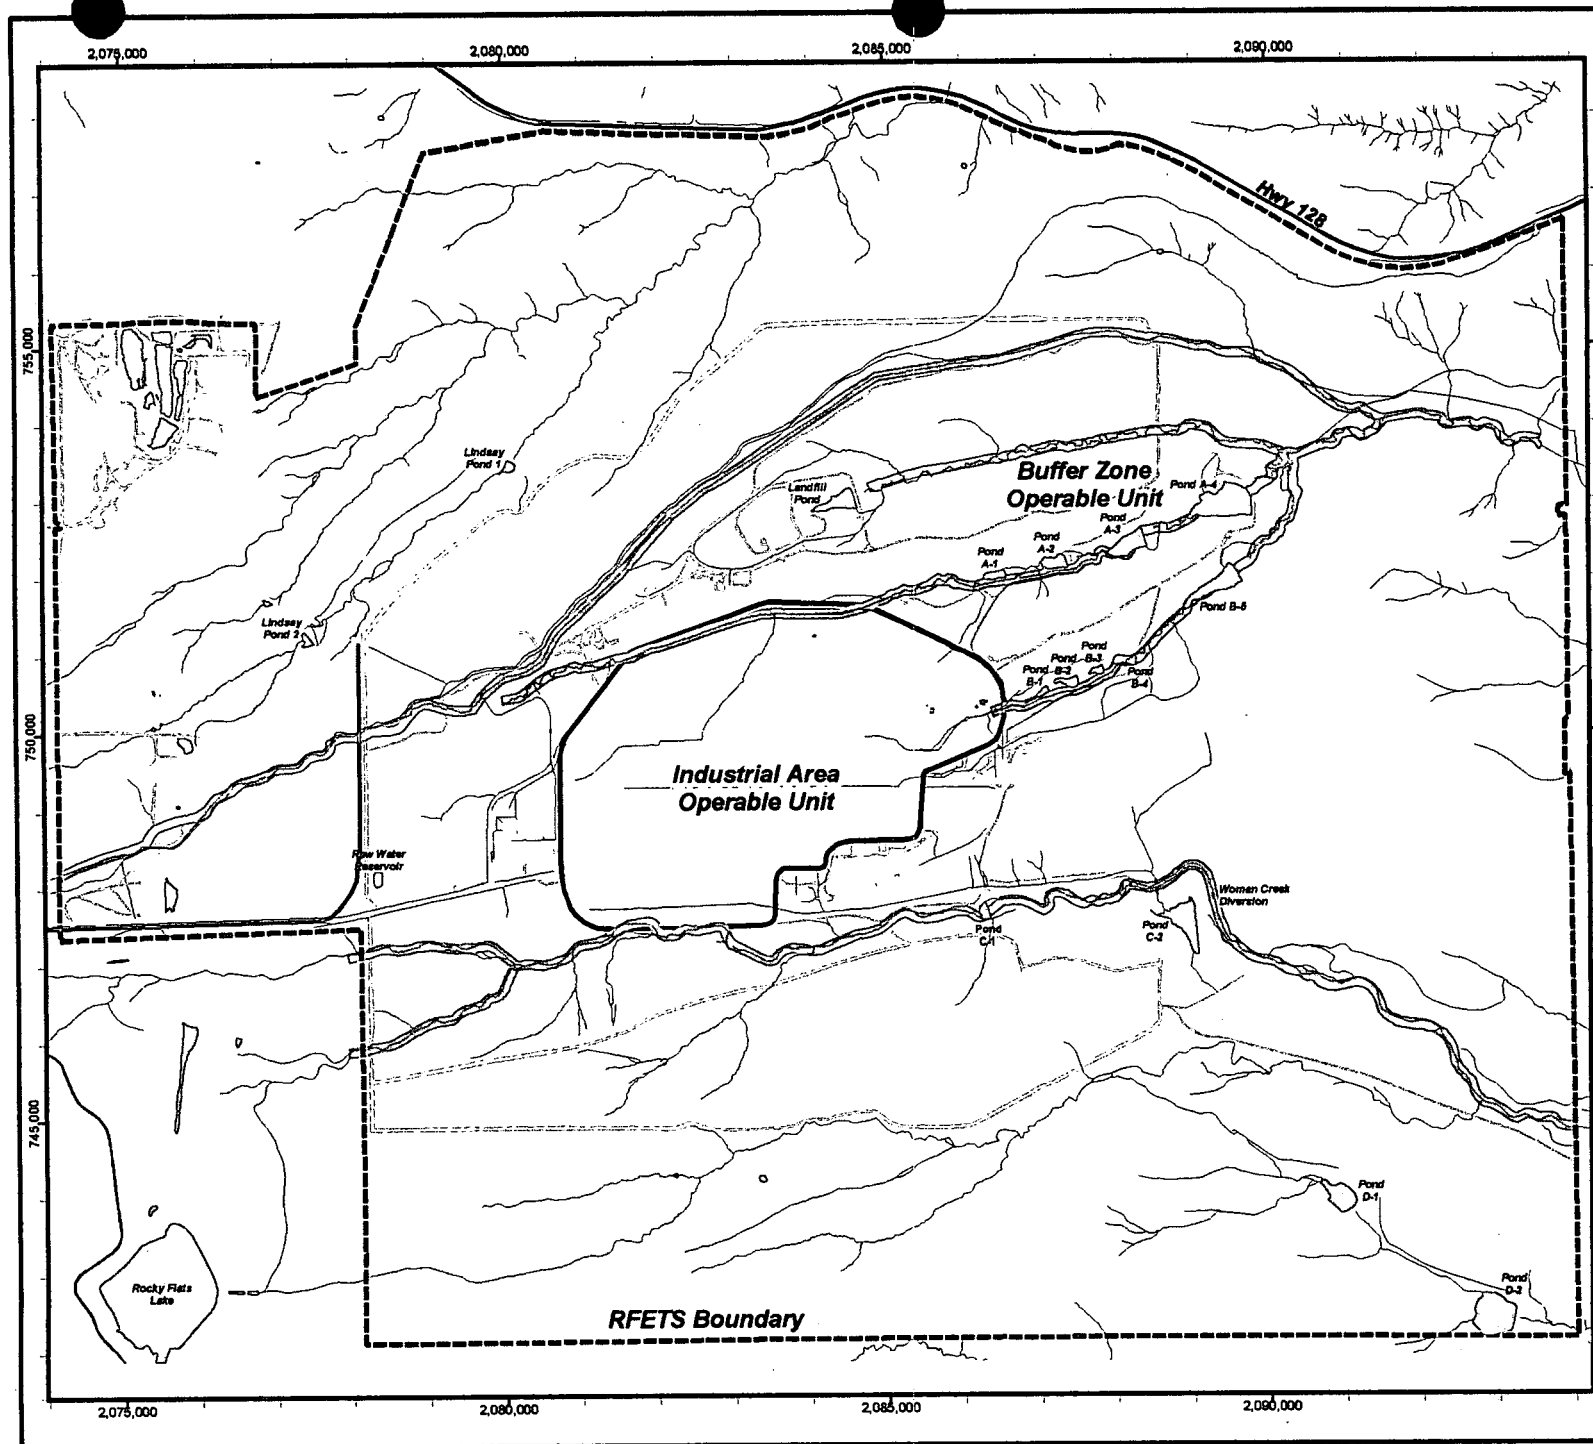 2,075,000
2,080,000
2,085,000
2,090,000
Hwy 128
755,000
Lindsay
Pond 1
Landfill
Pond
Buffer Zone
Operable Unit
Pond A-4
Pond
A-3
Pond
A-2
Pond
A-1
Lindsay
Pond 2
Pond B-5
Pond
B-3
Pond
B-2
Pond
B-1
Pond
B-4
750,000
Industrial Area
Operable Unit
Raw Water
Reservoir
Woman Creek
Diversion
Pond
C-1
Pond
C-2
745,000
Pond
D-1
Rocky Flats
Lake
Pond
D-2
RFETS Boundary
2,075,000
2,080,000
2,085,000
2,090,000